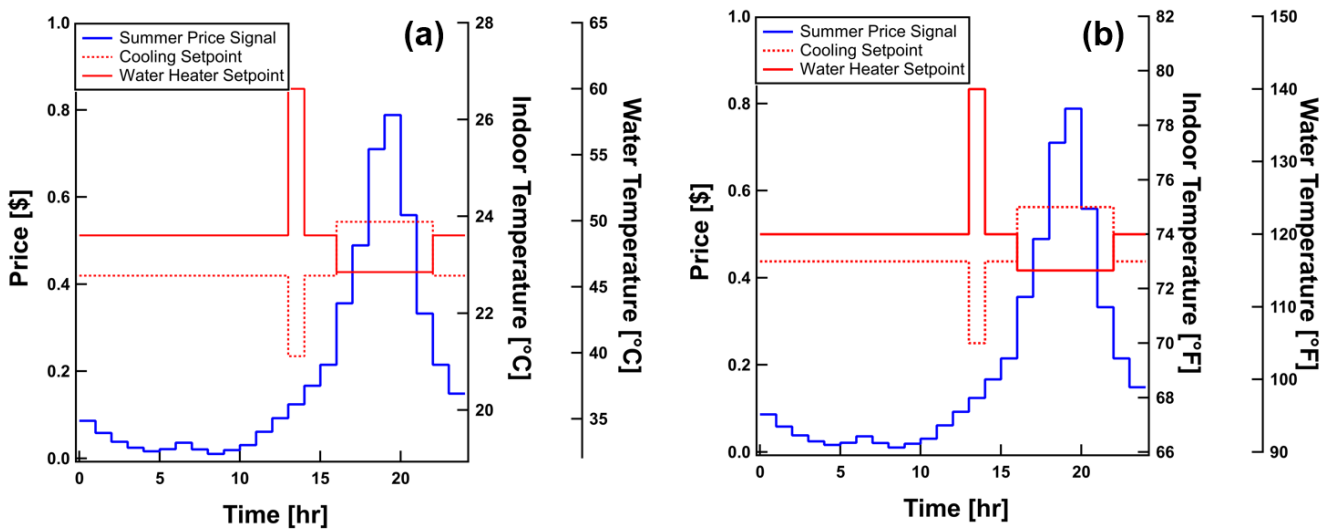 (a)
Summer Price Signal
Cooling Setpoint
Water Heater Setpoint
Price [$]
1.0
0.8
0.6
0.4
0.2
0.0
0 5 10 15 20
Time [hr]
28
26
24
22
20
Indoor Temperature [°C]
65
60
55
50
45
40
35
Water Temperature [°C]
(b)
Summer Price Signal
Cooling Setpoint
Water Heater Setpoint
Price [$]
1.0
0.8
0.6
0.4
0.2
0.0
0 5 10 15 20
Time [hr]
82
80
78
76
74
72
70
68
66
Indoor Temperature [°F]
150
140
130
120
110
100
90
Water Temperature [°F]